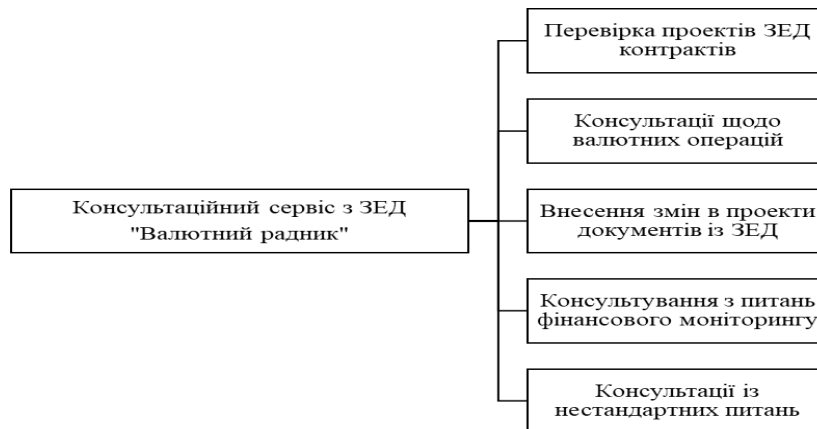 Перевірка проектів ЗЕД
контрактів
Консультації щодо
валютних операцій
Консультаційний сервіс з ЗЕД
"Валютний радник"
Внесення змін в проекти
документів із ЗЕД
Консультування з питань
фінансового моніторингу
Консультації із
нестандартних питань